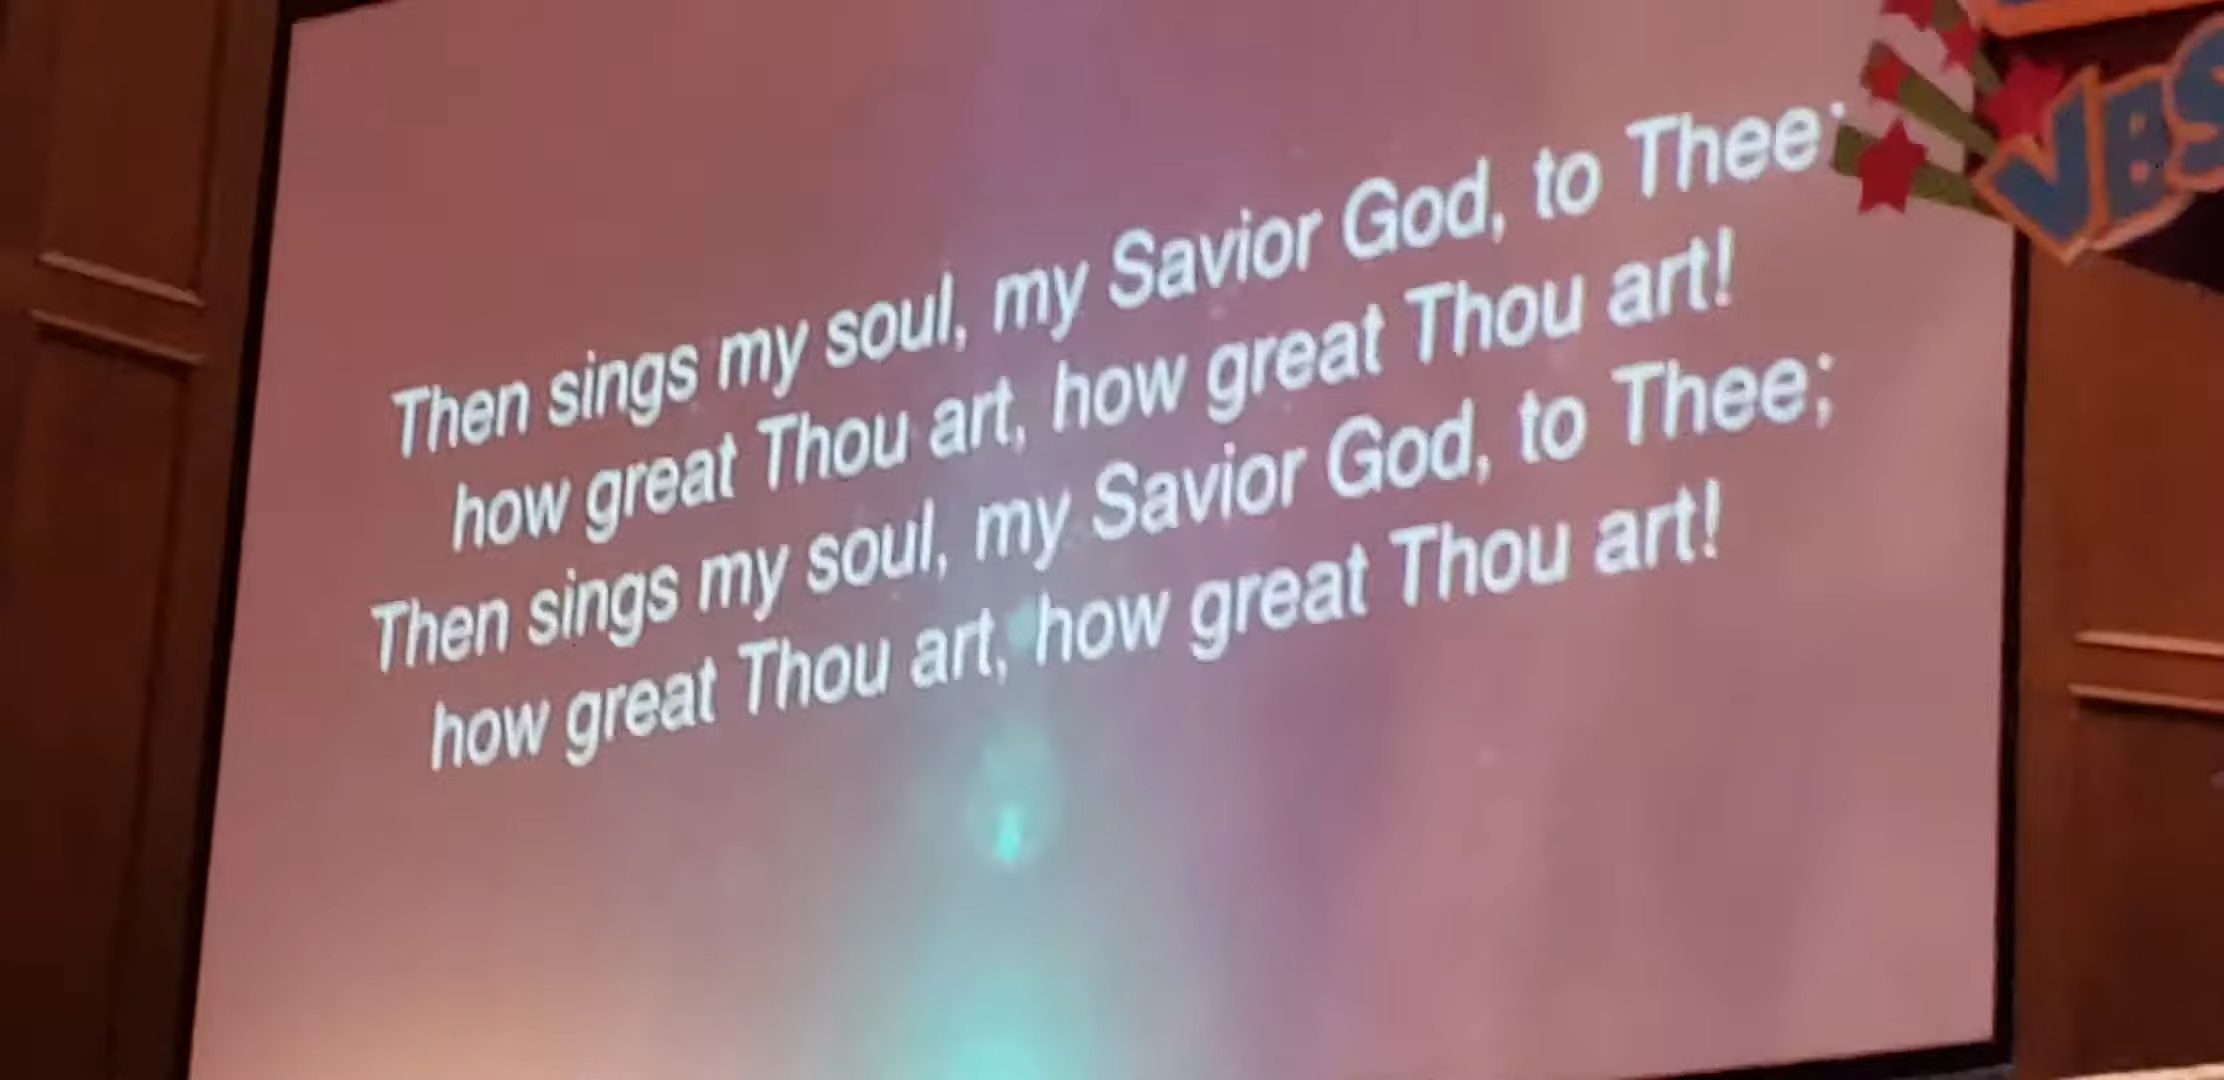 Then sings my soul, my Savior God, to Thee;
how great Thou art, how great Thou art!
Then sings my soul, my Savior God, to Thee;
how great Thou art, how great Thou art!
VBS